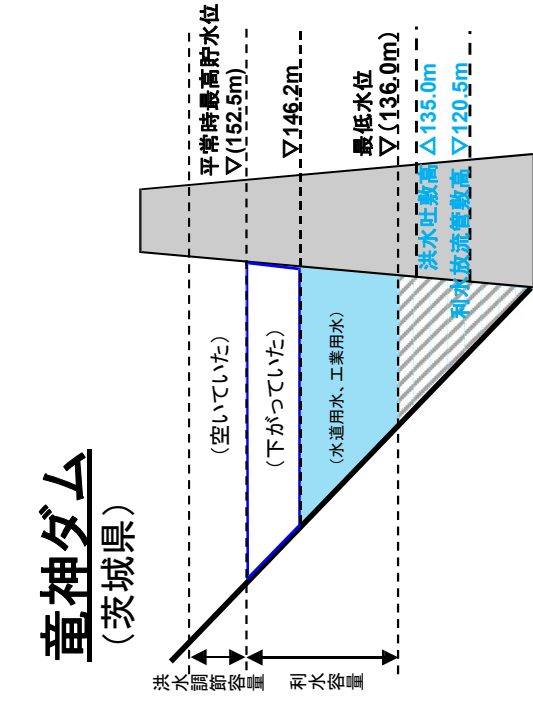 竜神ダム
（茨城県）
平常時最高貯水位
▽(152.5m)
▽146.2m
最低水位
▽（136.0m）
洪水吐敷高 △135.0m
利水放流管敷高 ▽120.5m
（空いていた）
（下がっていた）
（水道用水、工業用水）
洪水
調節
容量
利水
容量